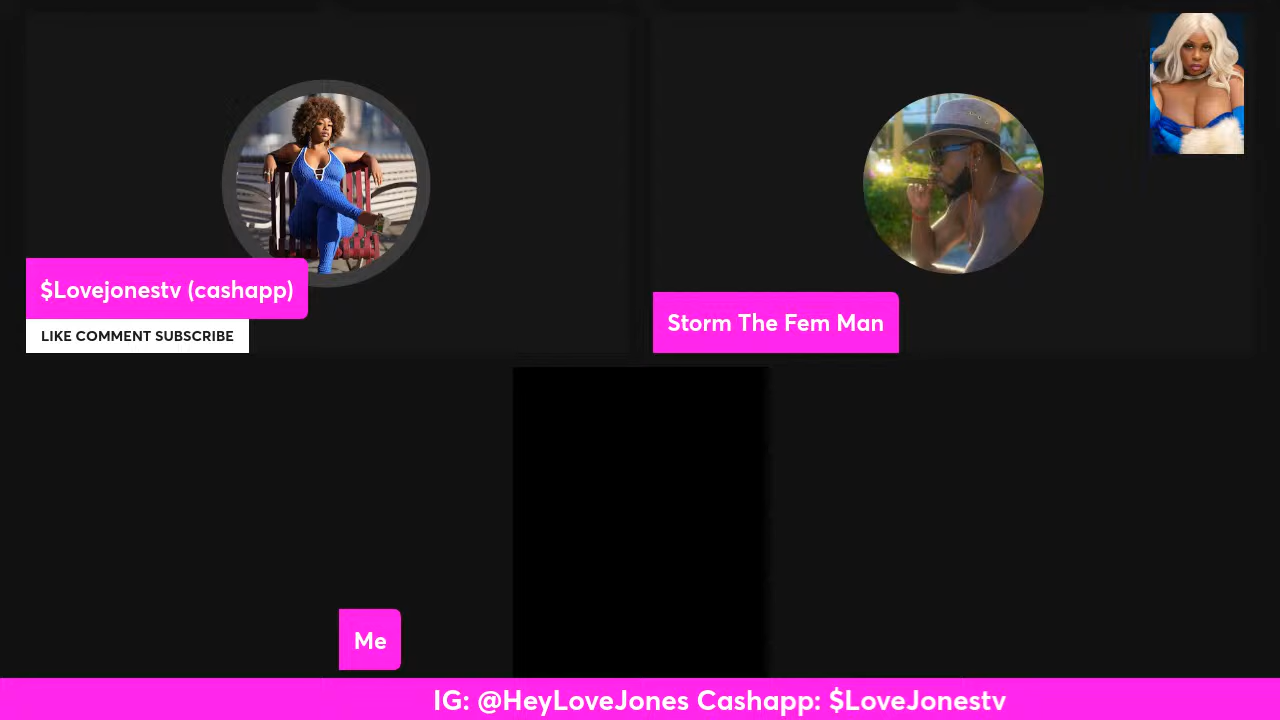 $Lovejonestv (cashapp)
LIKE COMMENT SUBSCRIBE
Storm The Fem Man
Me
IG: @HeyLoveJones Cashapp: $LoveJonestv